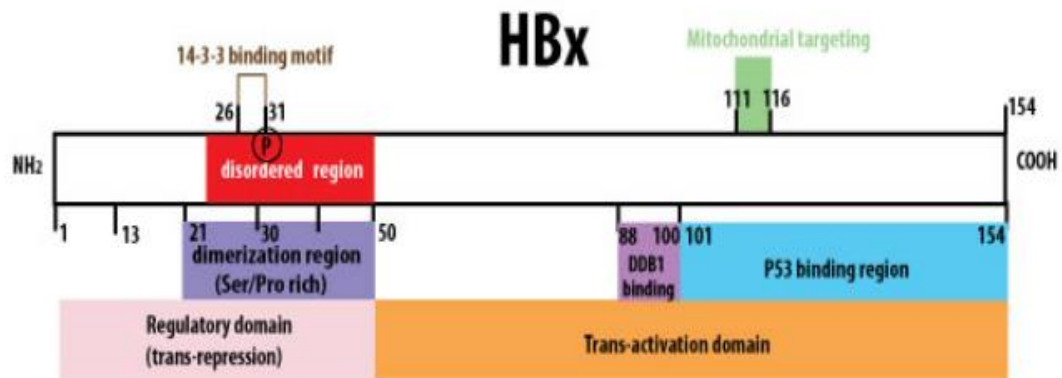 HBx
14-3-3 binding motif
Mitochondrial targeting
26 31
111 116
154
P
NH2
disordered region
COOH
1 13 21 30 50 88 100 101 154
dimerization region
(Ser/Pro rich)
DDB1
binding
P53 binding region
Regulatory domain
(trans-repression)
Trans-activation domain